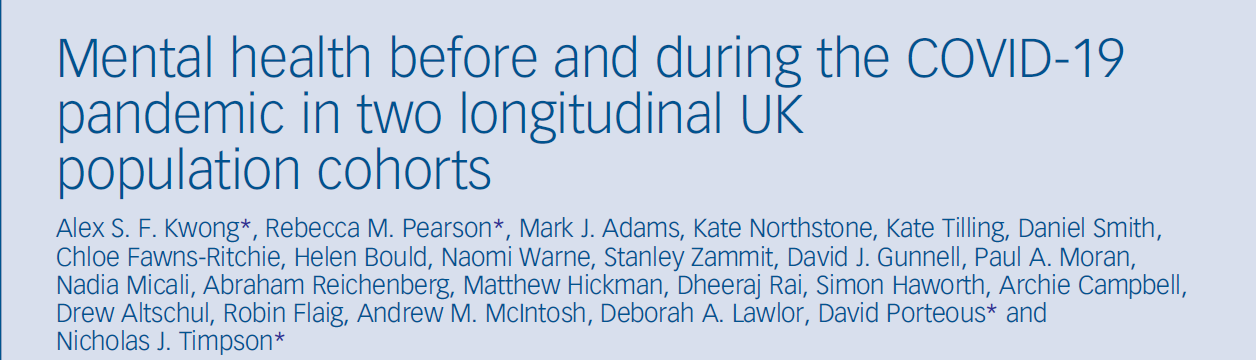 Mental health before and during the COVID-19
pandemic in two longitudinal UK
population cohorts
Alex S. F. Kwong*, Rebecca M. Pearson*, Mark J. Adams, Kate Northstone, Kate Tilling, Daniel Smith,
Chloe Fawns-Ritchie, Helen Bould, Naomi Warne, Stanley Zammit, David J. Gunnell, Paul A. Moran,
Nadia Micali, Abraham Reichenberg, Matthew Hickman, Dheeraj Rai, Simon Haworth, Archie Campbell,
Drew Altschul, Robin Flaig, Andrew M. McIntosh, Deborah A. Lawlor, David Porteous* and
Nicholas J. Timpson*